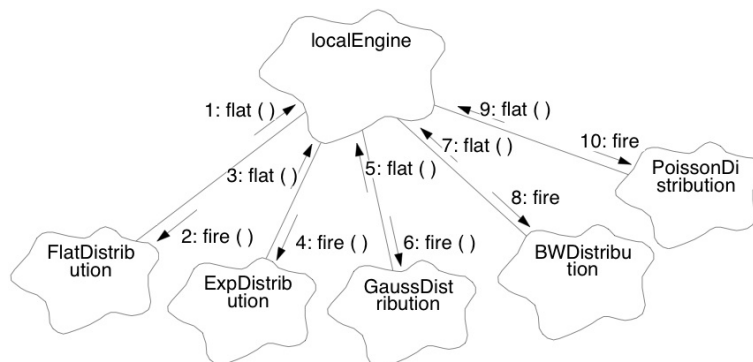 localEngine
1: flat ( )
9: flat ( )
10: fire
7: flat ( )
PoissonDi
stribution
3: flat ( )
5: flat ( )
8: fire
2: fire ( )
4: fire ( )
6: fire ( )
FlatDistrib
ution
BWDistribu
tion
ExpDistrib
ution
GaussDist
ribution